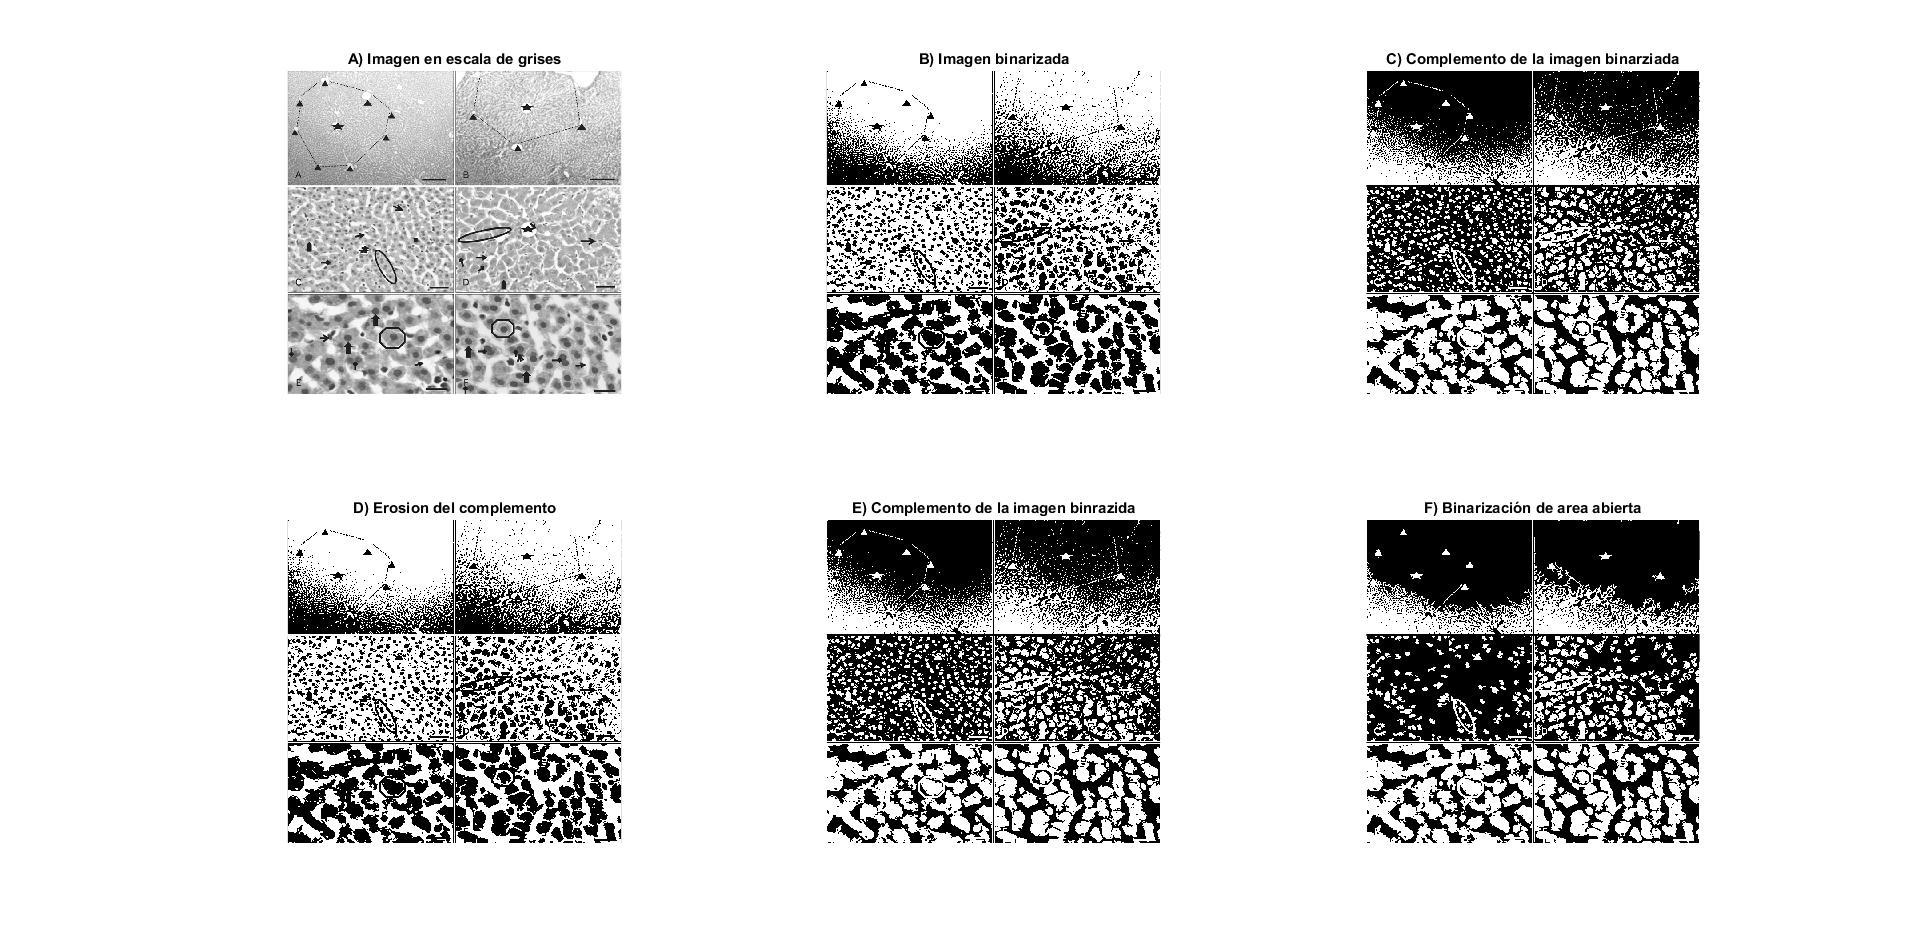 A) Imagen en escala de grises
B) Imagen binarizada
C) Complemento de la imagen binarziada
A
B
C
D
E
F
D) Erosion del complemento
E) Complemento de la imagen binrazida
F) Binarización de area abierta